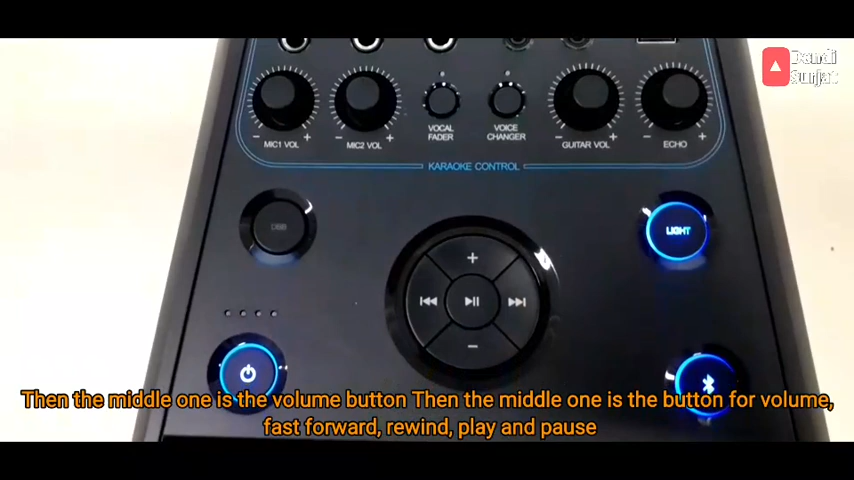 Dendi
Surjat
- + - + VOCAL FADER VOICE CHANGER - + - +
MIC1 VOL MIC2 VOL GUITAR VOL ECHO
KARAOKE CONTROL
DBB
LIGHT
+
-
Then the middle one is the volume button Then the middle one is the button for volume,
fast forward, rewind, play and pause